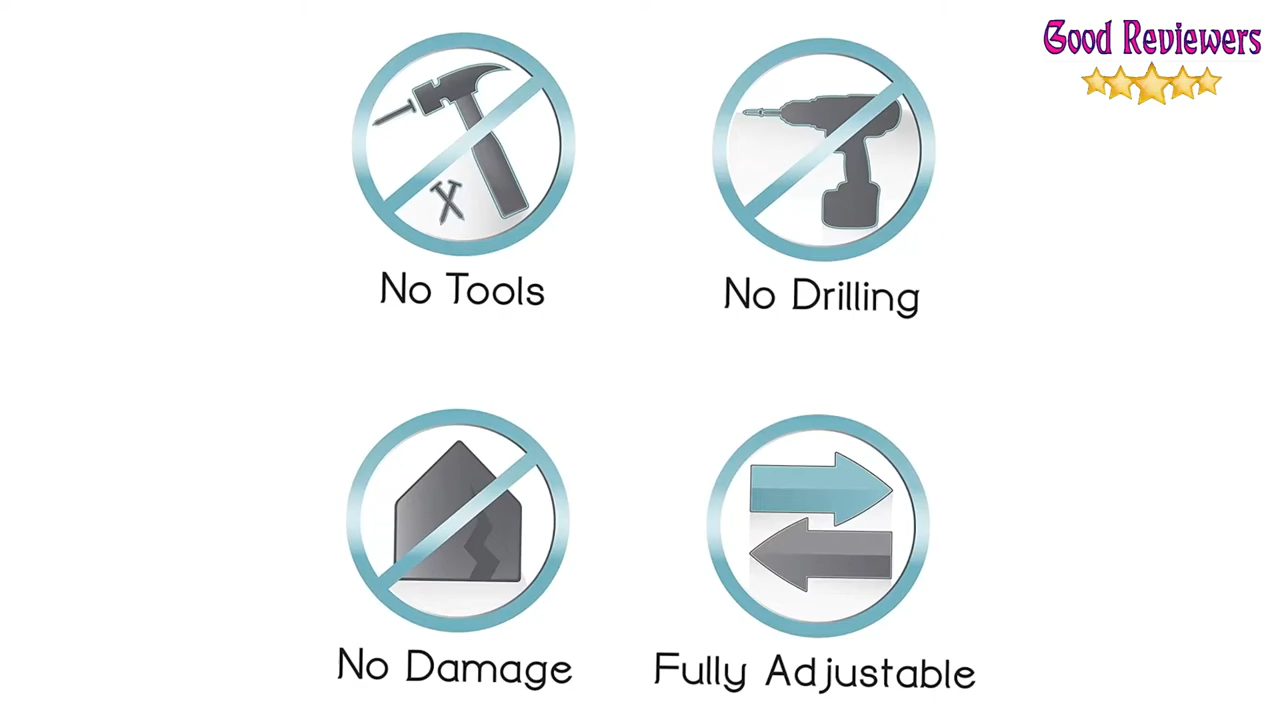 Good Reviewers
No Tools
No Drilling
No Damage
Fully Adjustable